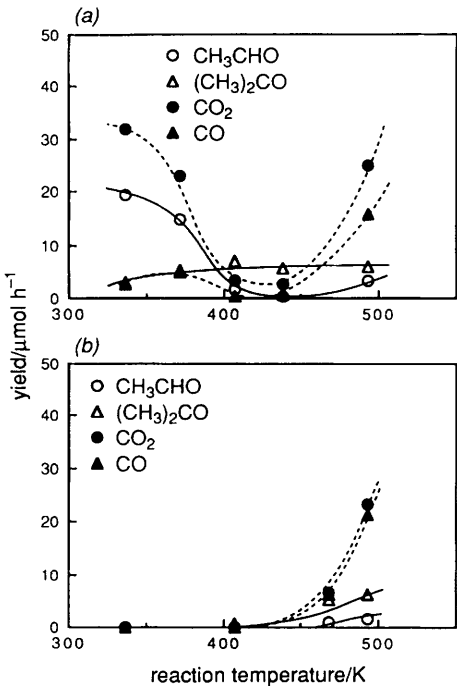 (a)
50
40
30
20
10
0
CH₃CHO
(CH₃)₂CO
CO₂
CO
300
400
500
yield/μmol h⁻¹
(b)
50
40
30
20
10
0
CH₃CHO
(CH₃)₂CO
CO₂
CO
300
400
500
reaction temperature/K